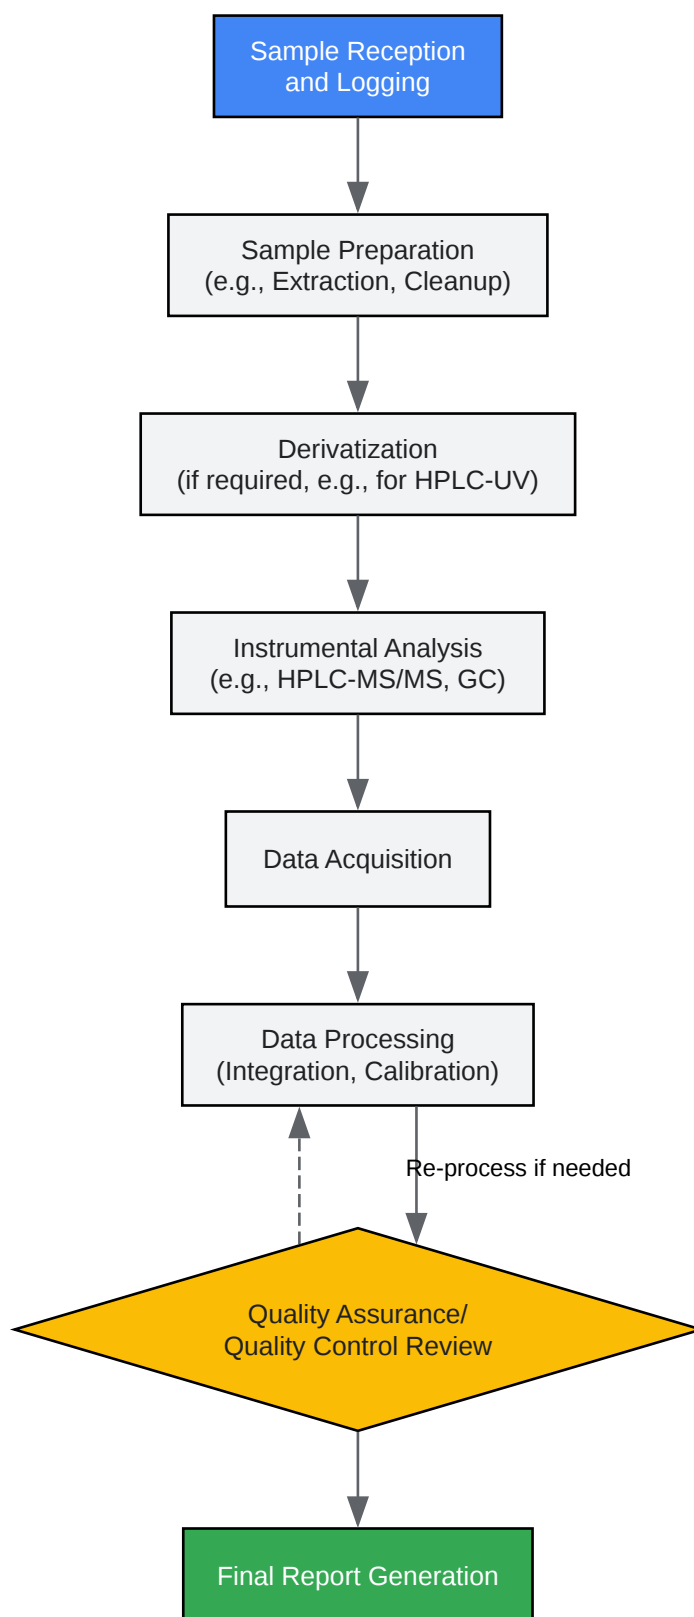 Sample Reception
and Logging
Sample Preparation
(e.g., Extraction, Cleanup)
Derivatization
(if required, e.g., for HPLC-UV)
Instrumental Analysis
(e.g., HPLC-MS/MS, GC)
Data Acquisition
Data Processing
(Integration, Calibration)
Re-process if needed
Quality Assurance/
Quality Control Review
Final Report Generation